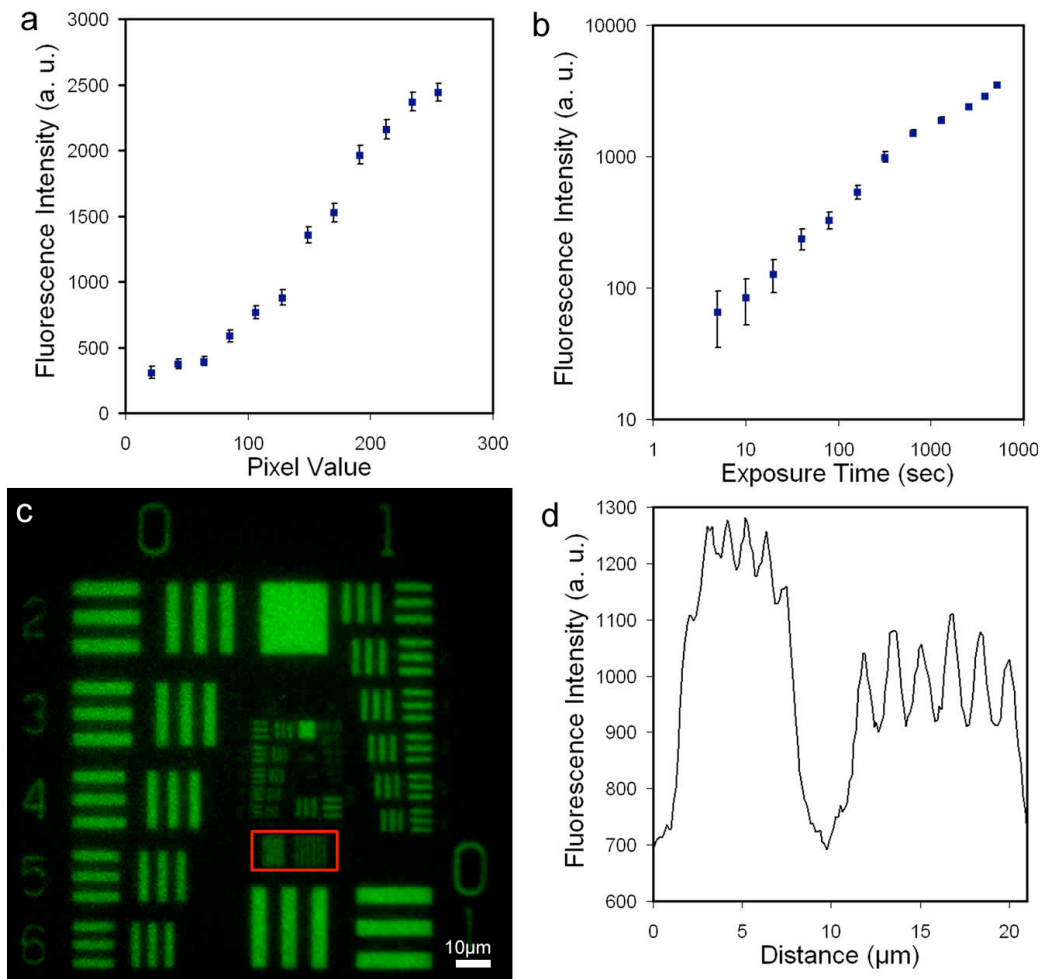 a
3000
2500
2000
1500
1000
500
0
0 100 200 300
Fluorescence Intensity (a. u.)
Pixel Value
b
10000
1000
100
10
1 10 100 1000 1000
Fluorescence Intensity (a. u.)
Exposure Time (sec)
c
0 1
2
3
4
5
6
0
1
10μm
d
1300
1200
1100
1000
900
800
700
600
0 5 10 15 20
Fluorescence Intensity (a. u.)
Distance (μm)